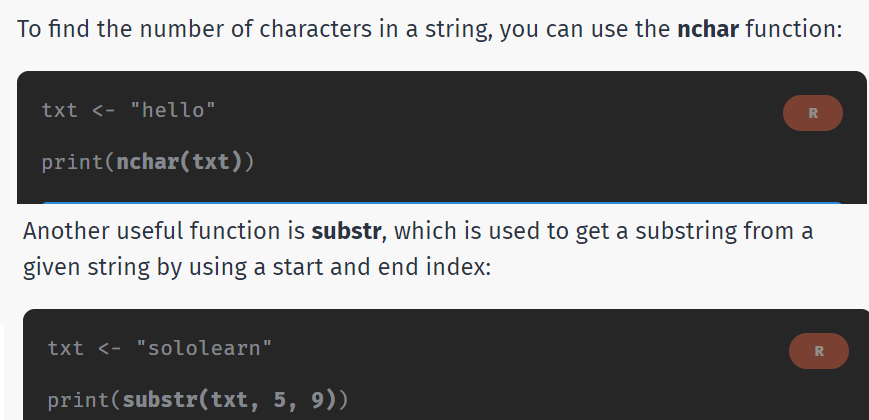 To find the number of characters in a string, you can use the nchar function:
txt <- "hello"
R
print(nchar(txt))
Another useful function is substr, which is used to get a substring from a
given string by using a start and end index:
txt <- "sololearn"
R
print(substr(txt, 5, 9))